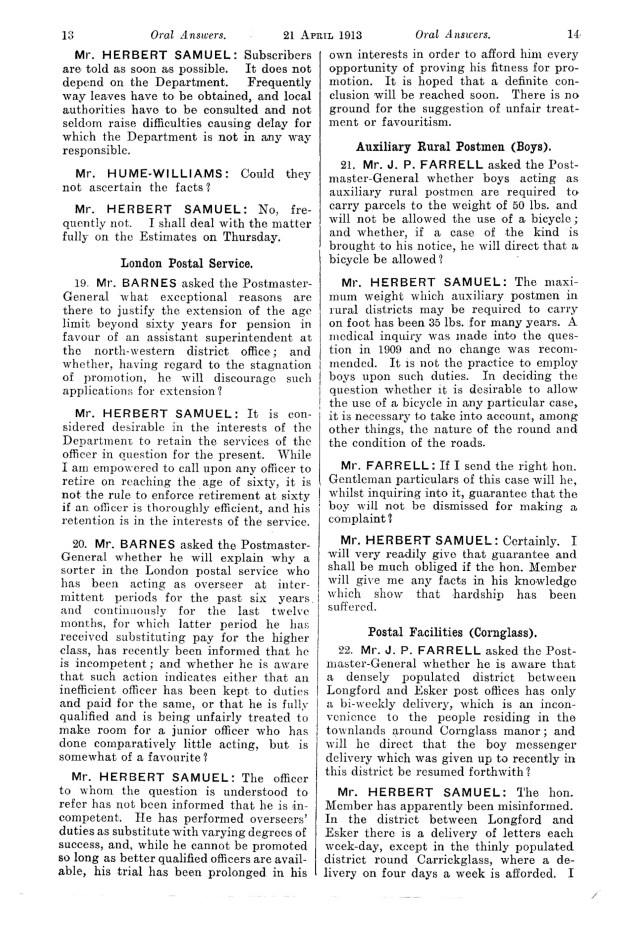 13 Oral Answers. 21 APRIL 1913 Oral Answers. 14
Mr. HERBERT SAMUEL: Subscribers
are told as soon as possible. It does not
depend on the Department. Frequently
way leaves have to be obtained, and local
authorities have to be consulted and not
seldom raise difficulties causing delay for
which the Department is not in any way
responsible.
Mr. HUME-WILLIAMS: Could they
not ascertain the facts?
Mr. HERBERT SAMUEL: No, fre-
quently not. I shall deal with the matter
fully on the Estimates on Thursday.
London Postal Service.
19. Mr. BARNES asked the Postmaster-
General what exceptional reasons are
there to justify the extension of the age
limit beyond sixty years for pension in
favour of an assistant superintendent at
the north-western district office; and
whether, having regard to the stagnation
of promotion, he will discourage such
applications for extension?
Mr. HERBERT SAMUEL: It is con-
sidered desirable in the interests of the
Department to retain the services of the
officer in question for the present. While
I am empowered to call upon any officer to
retire on reaching the age of sixty, it is
not the rule to enforce retirement at sixty
if an officer is thoroughly efficient, and his
retention is in the interests of the service.
20. Mr. BARNES asked the Postmaster-
General whether he will explain why a
sorter in the London postal service who
has been acting as overseer at inter-
mittent periods for the past six years
and continuously for the last twelve
months, for which latter period he has
received substituting pay for the higher
class, has recently been informed that he
is incompetent; and whether he is aware
that such action indicates either that an
inefficient officer has been kept to duties
and paid for the same, or that he is fully
qualified and is being unfairly treated to
make room for a junior officer who has
done comparatively little acting, but is
somewhat of a favourite?
Mr. HERBERT SAMUEL: The officer
to whom the question is understood to
refer has not been informed that he is in-
competent. He has performed overseers'
duties as substitute with varying degrees of
success, and, while he cannot be promoted
so long as better qualified officers are avail-
able, his trial has been prolonged in his
own interests in order to afford him every
opportunity of proving his fitness for pro-
motion. It is hoped that a definite con-
clusion will be reached soon. There is no
ground for the suggestion of unfair treat-
ment or favouritism.
Auxiliary Rural Postmen (Boys).
21. Mr. J. P. FARRELL asked the Post-
master-General whether boys acting as
auxiliary rural postmen are required to
carry parcels to the weight of 50 lbs. and
will not be allowed the use of a bicycle;
and whether, if a case of the kind is
brought to his notice, he will direct that a
bicycle be allowed?
Mr. HERBERT SAMUEL: The maxi-
mum weight which auxiliary postmen in
rural districts may be required to carry
on foot has been 35 lbs. for many years. A
medical inquiry was made into the ques-
tion in 1909 and no change was recom-
mended. It is not the practice to employ
boys upon such duties. In deciding the
question whether it is desirable to allow
the use of a bicycle in any particular case,
it is necessary to take into account, among
other things, the nature of the round and
the condition of the roads.
Mr. FARRELL: If I send the right hon.
Gentleman particulars of this case will he,
whilst inquiring into it, guarantee that the
boy will not be dismissed for making a
complaint?
Mr. HERBERT SAMUEL: Certainly. I
will very readily give that guarantee and
shall be much obliged if the hon. Member
will give me any facts in his knowledge
which show that hardship has been
suffered.
Postal Facilities (Cornglass).
22. Mr. J. P. FARRELL asked the Post-
master-General whether he is aware that
a densely populated district between
Longford and Esker post offices has only
a bi-weekly delivery, which is an incon-
venience to the people residing in the
townlands around Cornglass manor; and
will he direct that the boy messenger
delivery which was given up to recently in
this district be resumed forthwith?
Mr. HERBERT SAMUEL: The hon.
Member has apparently been misinformed.
In the district between Longford and
Esker there is a delivery of letters each
week-day, except in the thinly populated
district round Carrickglass, where a de-
livery on four days a week is afforded. I